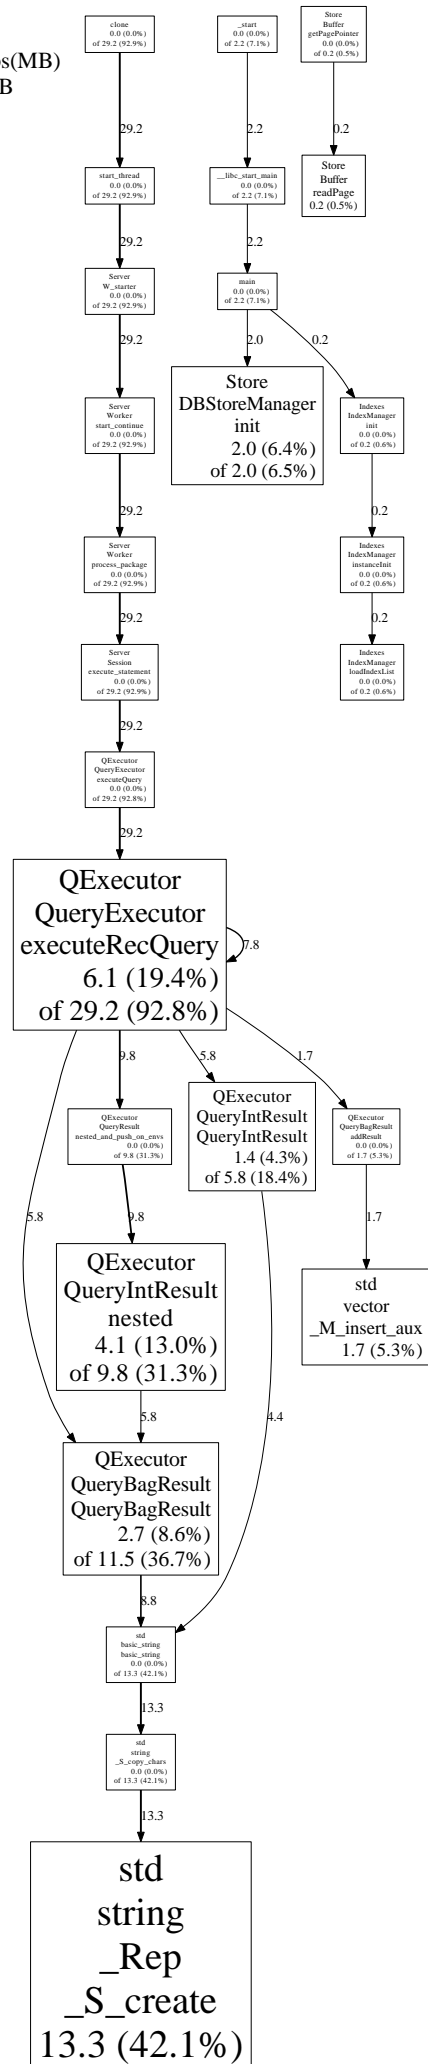 os(MB)
B
clone
0.0 (0.0%)
of 29.2 (92.9%)
_start
0.0 (0.0%)
of 2.2 (7.1%)
Store
Buffer
getPagePointer
0.0 (0.0%)
of 0.2 (0.5%)
29.2
2.2
0.2
start_thread
0.0 (0.0%)
of 29.2 (92.9%)
__libc_start_main
0.0 (0.0%)
of 2.2 (7.1%)
Store
Buffer
readPage
0.2 (0.5%)
29.2
2.2
Server
W_starter
0.0 (0.0%)
of 29.2 (92.9%)
main
0.0 (0.0%)
of 2.2 (7.1%)
29.2
2.0
0.2
Server
Worker
start_continue
0.0 (0.0%)
of 29.2 (92.9%)
Store
DBStoreManager
init
2.0 (6.4%)
of 2.0 (6.5%)
Indexes
IndexManager
init
0.0 (0.0%)
of 0.2 (0.6%)
29.2
0.2
Server
Worker
process_package
0.0 (0.0%)
of 29.2 (92.9%)
Indexes
IndexManager
instanceInit
0.0 (0.0%)
of 0.2 (0.6%)
29.2
0.2
Server
Session
execute_statement
0.0 (0.0%)
of 29.2 (92.9%)
Indexes
IndexManager
loadIndexList
0.0 (0.0%)
of 0.2 (0.6%)
29.2
QExecutor
QueryExecutor
executeQuery
0.0 (0.0%)
of 29.2 (92.8%)
29.2
QExecutor
QueryExecutor
executeRecQuery
6.1 (19.4%)
of 29.2 (92.8%)
7.8
9.8
5.8
1.7
QExecutor
QueryResult
nested_and_push_on_envs
0.0 (0.0%)
of 9.8 (31.3%)
QExecutor
QueryIntResult
QueryIntResult
1.4 (4.3%)
of 5.8 (18.4%)
QExecutor
QueryBagResult
addResult
0.0 (0.0%)
of 1.7 (5.3%)
5.8
9.8
1.7
QExecutor
QueryIntResult
nested
4.1 (13.0%)
of 9.8 (31.3%)
std
vector
_M_insert_aux
1.7 (5.3%)
5.8
4.4
QExecutor
QueryBagResult
QueryBagResult
2.7 (8.6%)
of 11.5 (36.7%)
8.8
std
basic_string
basic_string
0.0 (0.0%)
of 13.3 (42.1%)
13.3
std
string
_S_copy_chars
0.0 (0.0%)
of 13.3 (42.1%)
13.3
std
string
_Rep
_S_create
13.3 (42.1%)